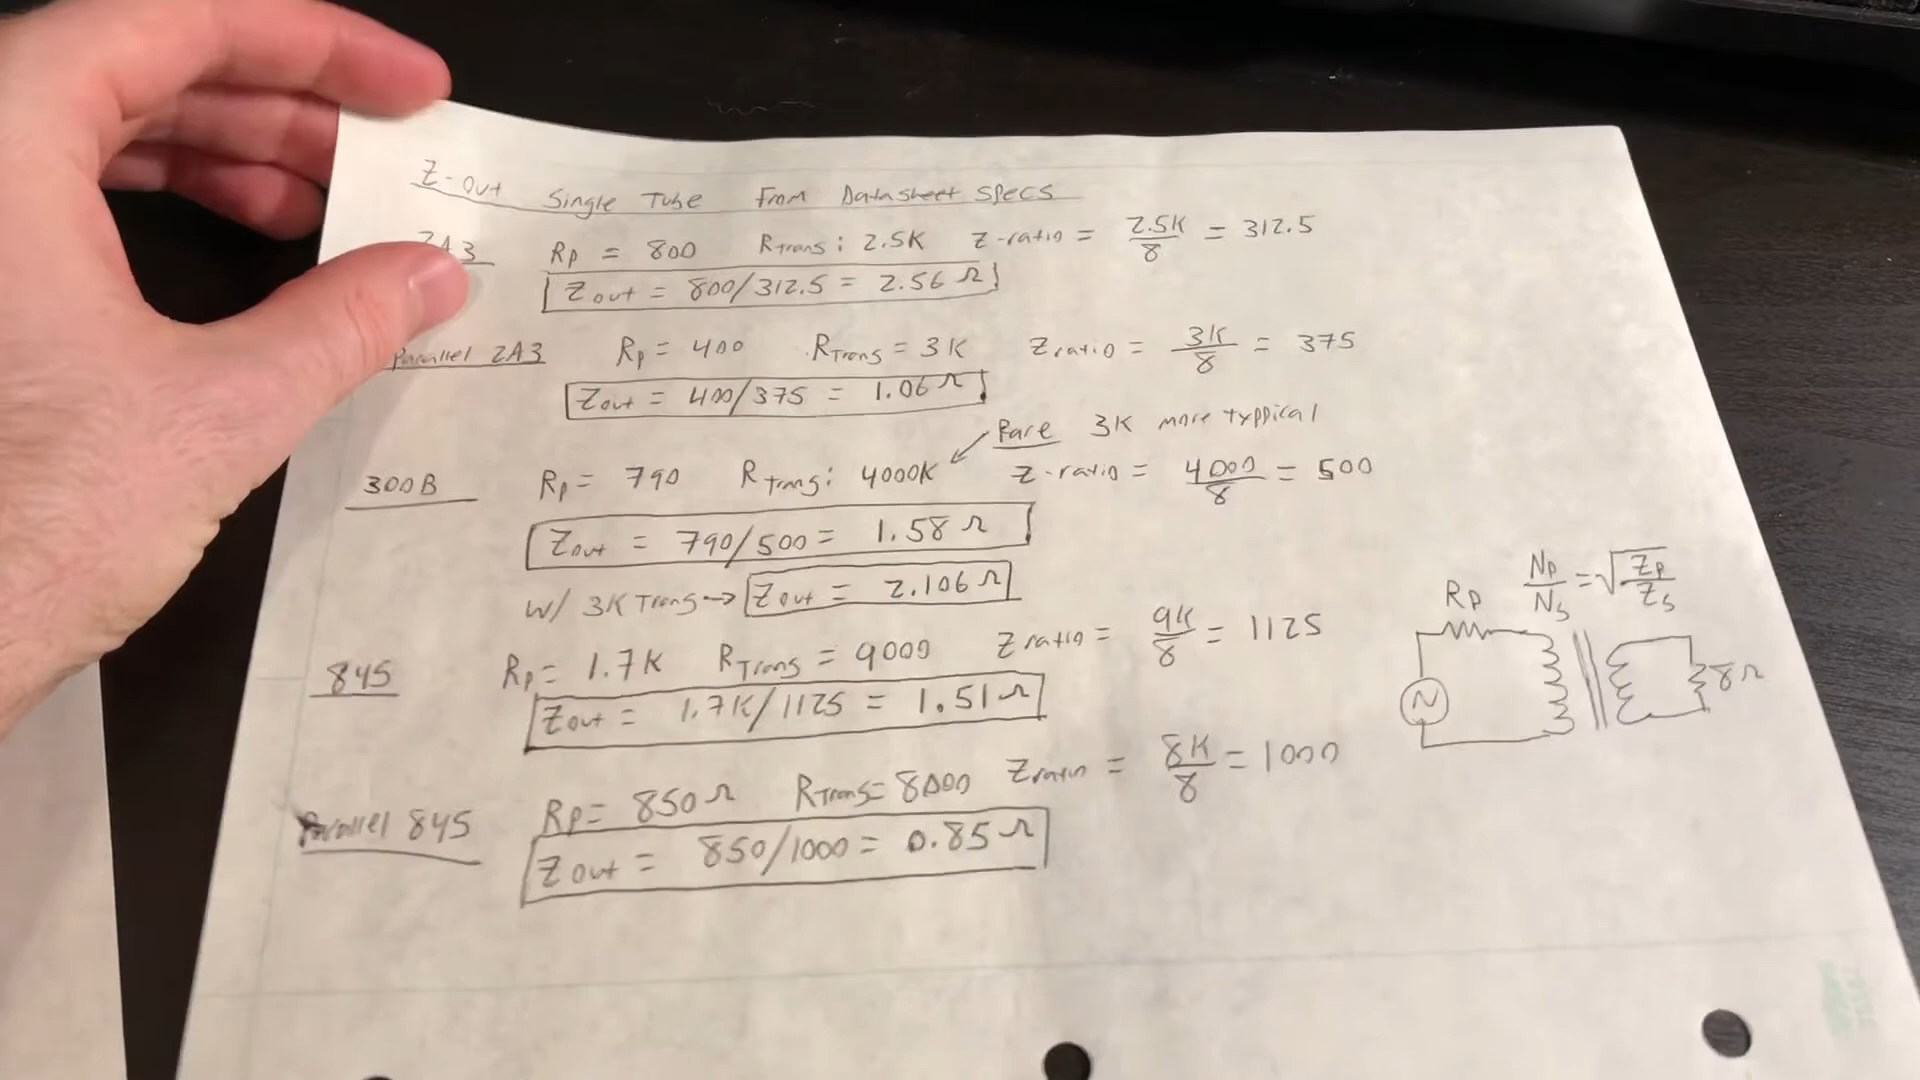 Z-out Single Tube From Datasheet Specs
2A3 Rp = 800 RTrans: 2.5K Z-ratio = 2.5K/8 = 312.5
Zout = 800/312.5 = 2.56 Ω
Parallel 2A3 Rp = 400 RTrans = 3K Zratio = 3K/8 = 375
Zout = 400/375 = 1.06 Ω
Rare 3K more typpical
300B Rp = 790 RTrans: 4000K Z-ratio = 4000/8 = 500
Zout = 790/500 = 1.58 Ω
w/ 3K Trans → Zout = 2.106 Ω
Np/Ns = √Zp/Zs
Rp
8Ω
845 Rp = 1.7K RTrans = 9000 Zratio = 9K/8 = 1125
Zout = 1.7K/1125 = 1.51 Ω
Parallel 845 Rp = 850 Ω RTrans = 8000 Zratio = 8K/8 = 1000
Zout = 850/1000 = 0.85 Ω